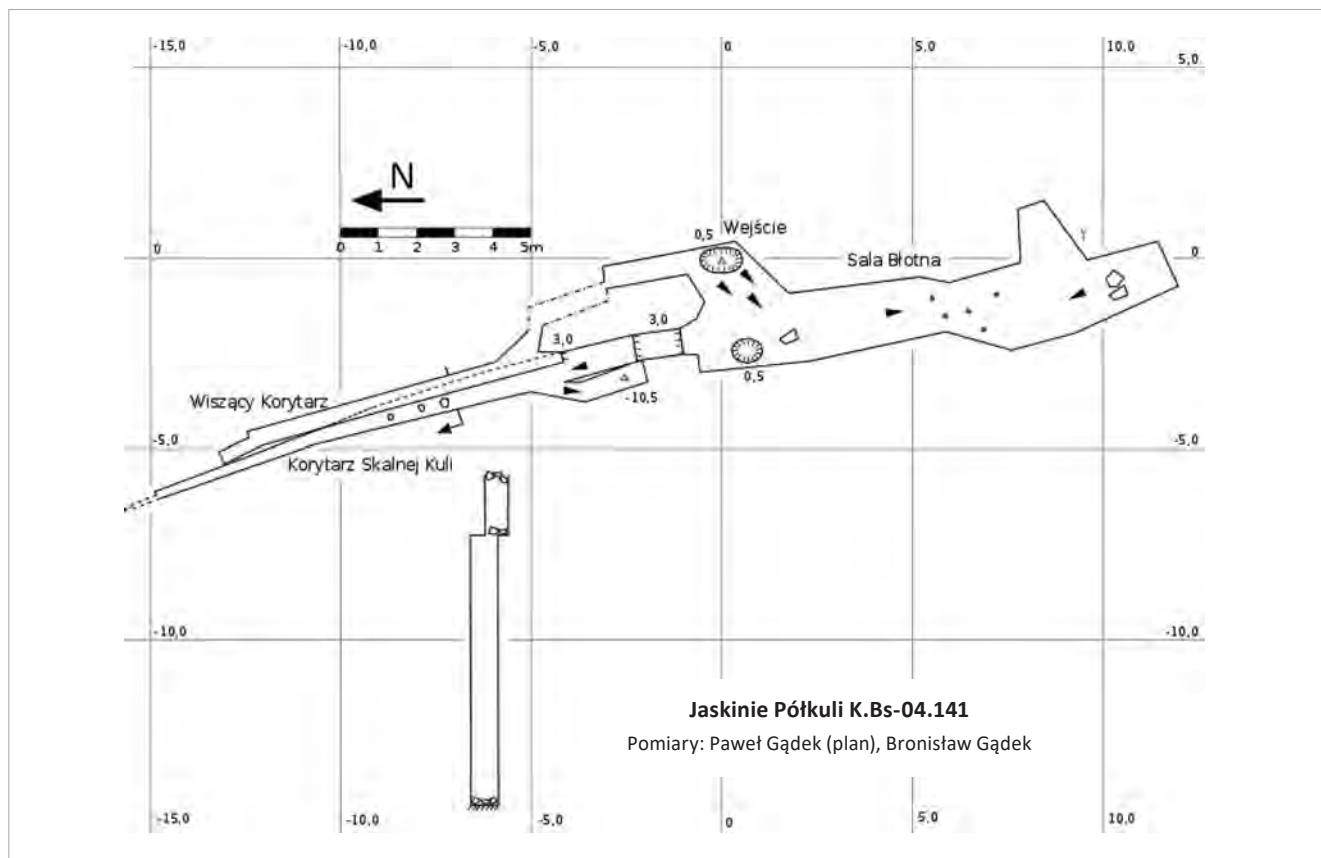 -15,0 -10,0 -5,0 0 5,0 10,0
5,0 5,0
N
0 1 2 3 4 5m
0,5 Wejście
0 Sala Błotna 0
Y
3,0 3,0
-10,5 0,5
Wiszący Korytarz
-5,0 -5,0
Korytarz Skalnej Kuli
-10,0 -10,0
Jaskinie Półkuli K.Bs-04.141
Pomiary: Paweł Gądek (plan), Bronisław Gądek
-15,0 -10,0 -5,0 0 5,0 10,0